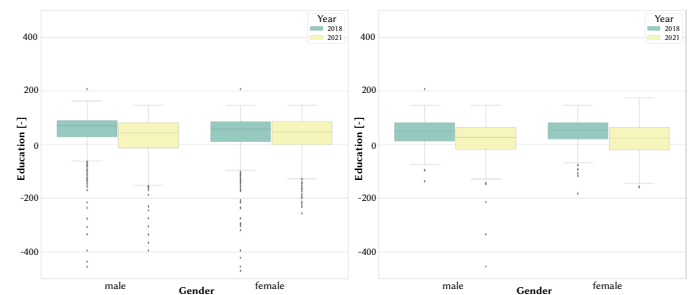 Year
2018
2021
400
200
0
-200
-400
Education [-]
male
female
Gender
Year
2018
2021
400
200
0
-200
-400
Education [-]
male
female
Gender